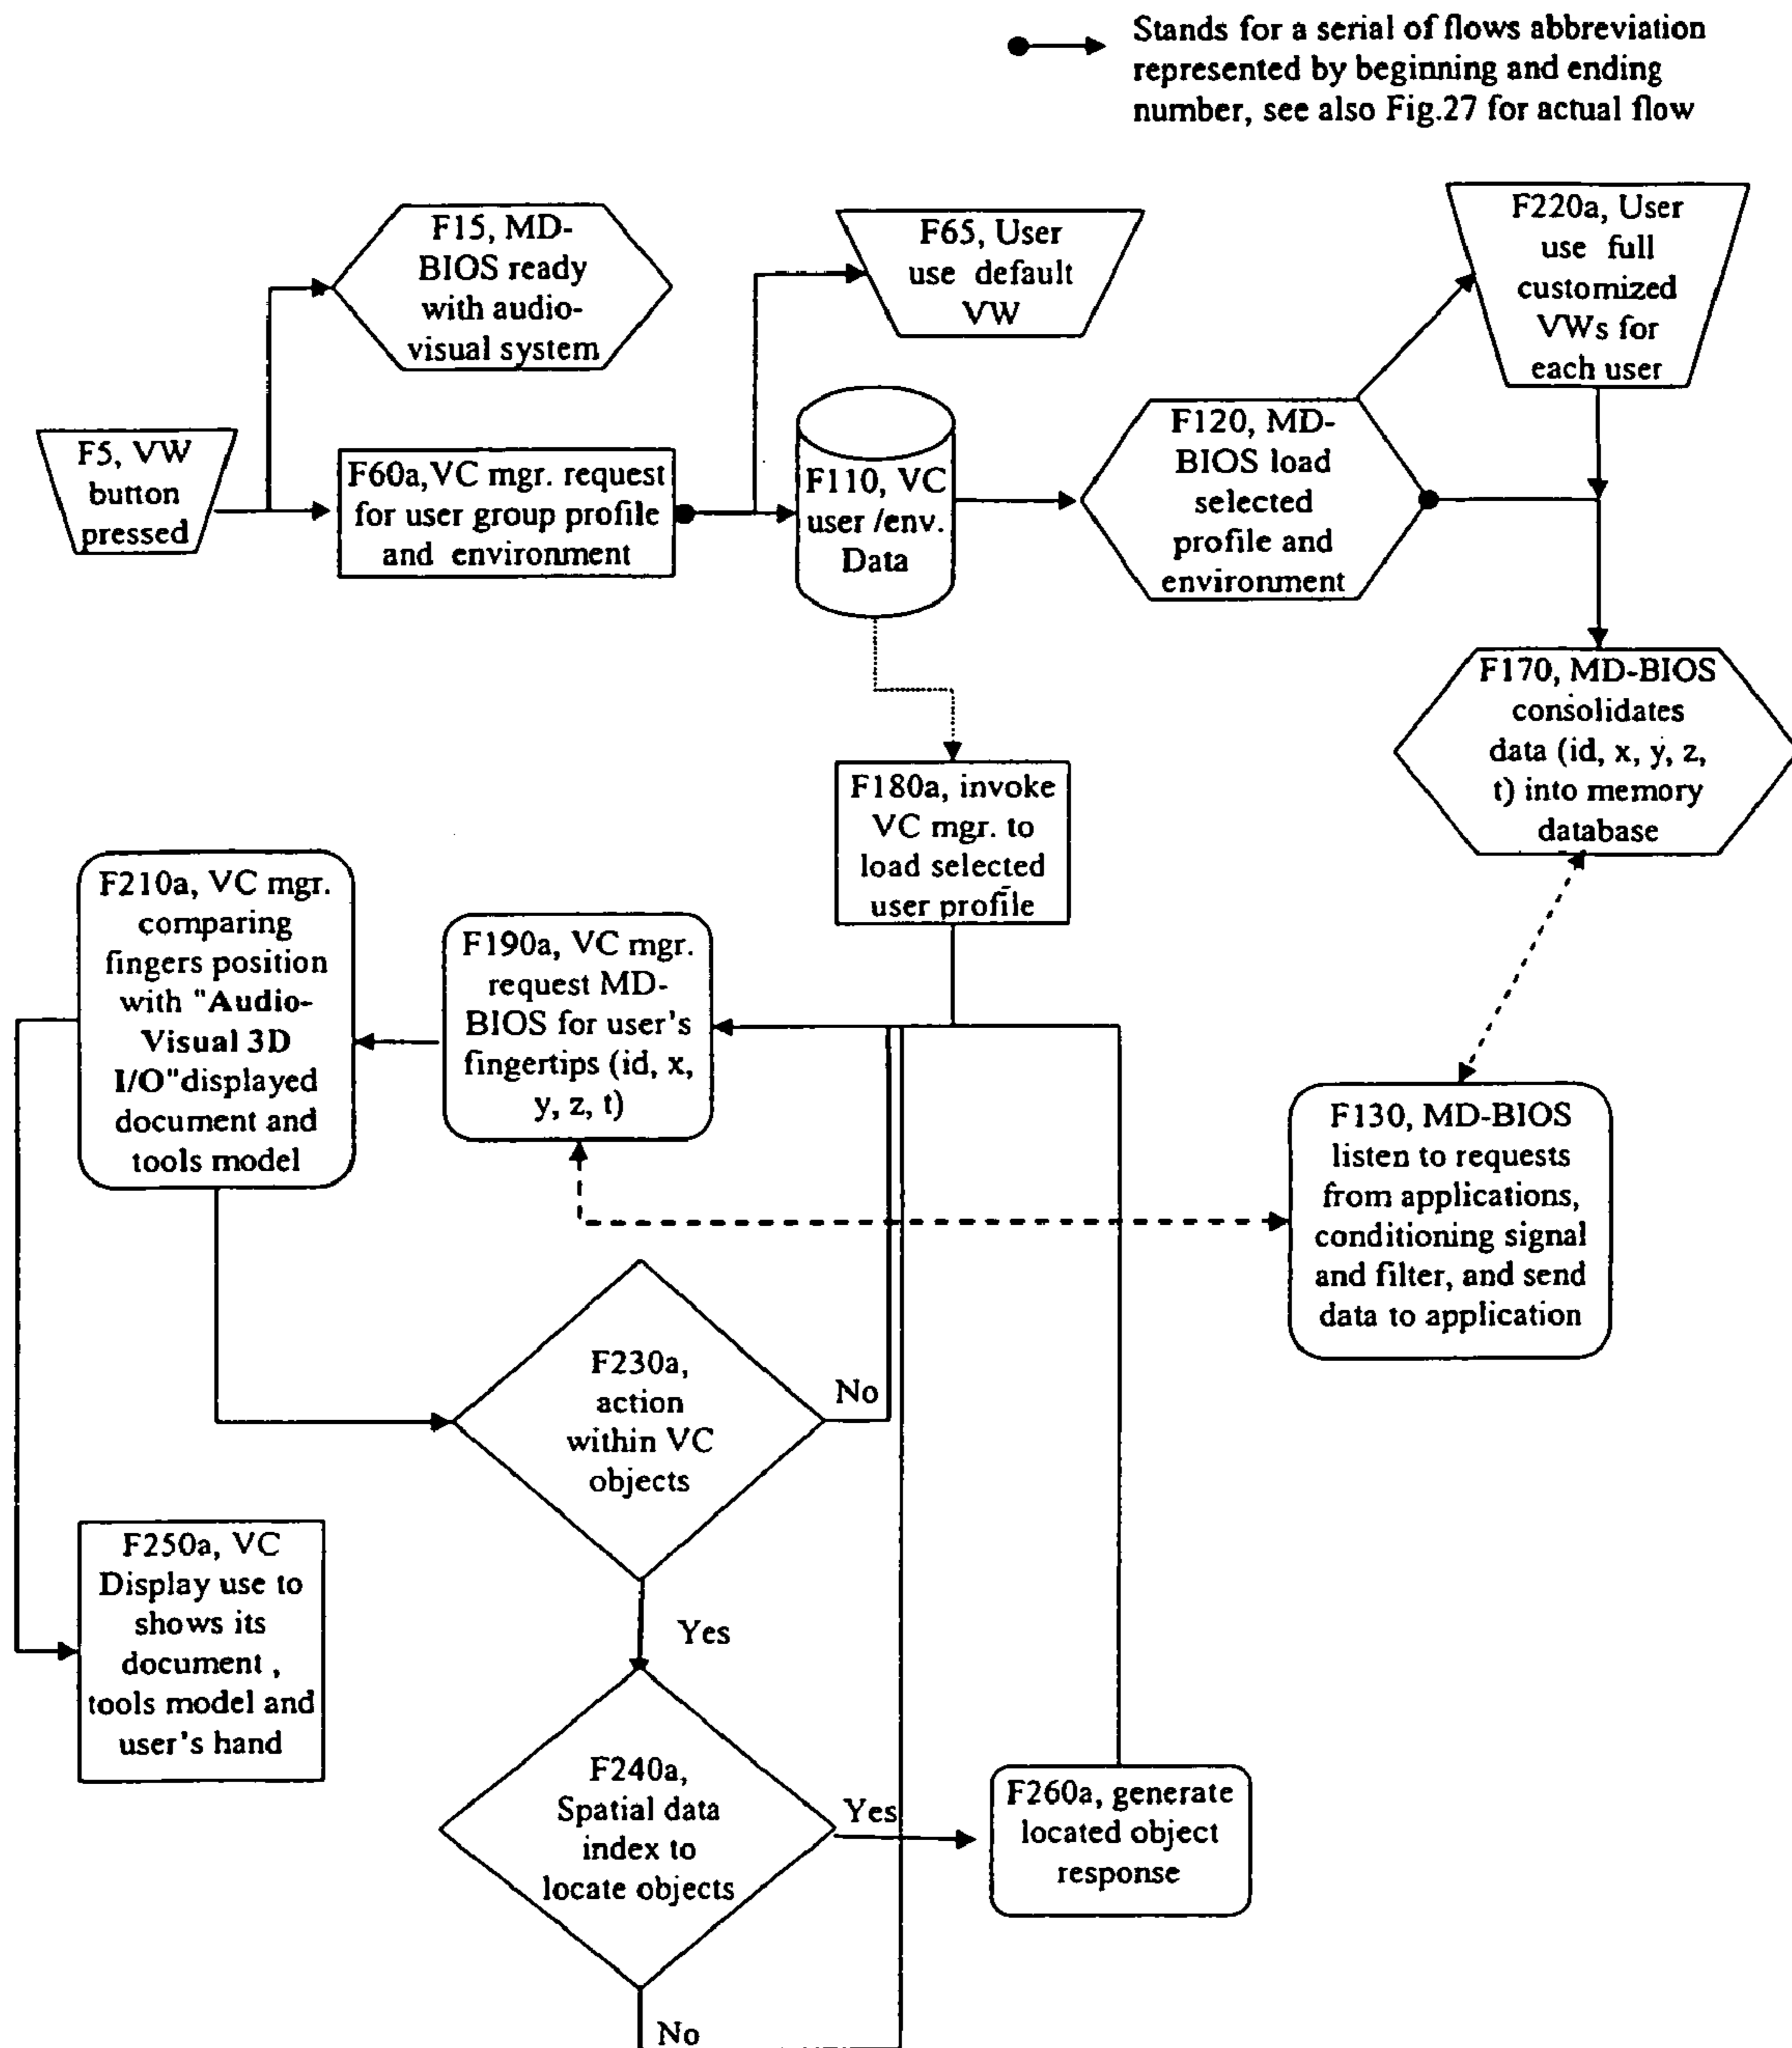 Stands for a serial of flows abbreviation
represented by beginning and ending
number, see also Fig.27 for actual flow
F15, MD-
BIOS ready
with audio-
visual system
F65, User
use default
VW
F220a, User
use full
customized
VWs for
each user
F5, VW
button
pressed
F60a,VC mgr. request
for user group profile
and environment
F110, VC
user /env.
Data
F120, MD-
BIOS load
selected
profile and
environment
F170, MD-BIOS
consolidates
data (id, x, y, z,
t) into memory
database
F180a, invoke
VC mgr. to
load selected
user profile
F210a, VC mgr.
comparing
fingers position
with "Audio-
Visual 3D
I/O"displayed
document and
tools model
F190a, VC mgr.
request MD-
BIOS for user's
fingertips (id, x,
y, z, t)
F130, MD-BIOS
listen to requests
from applications,
conditioning signal
and filter, and send
data to application
F230a,
action
within VC
objects
No
Yes
F250a, VC
Display use to
shows its
document ,
tools model and
user's hand
F240a,
Spatial data
index to
locate objects
Yes
No
F260a, generate
located object
response